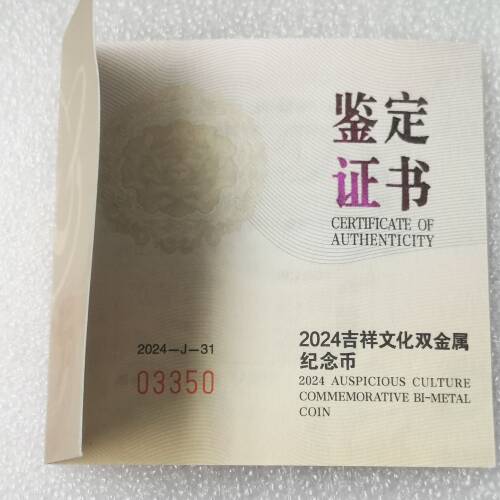 鉴定
证书
CERTIFICATE OF
AUTHENTICITY
2024—J—31
03350
2024吉祥文化双金属
纪念币
2024 AUSPICIOUS CULTURE
COMMEMORATIVE BI-METAL
COIN